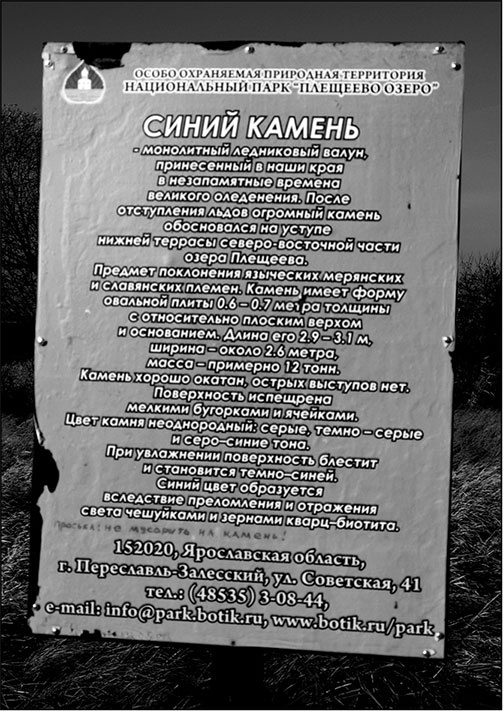 ОСОБО ОХРАНЯЕМАЯ ПРИРОДНАЯ ТЕРРИТОРИЯ
НАЦИОНАЛЬНЫЙ ПАРК "ПЛЕЩЕЕВО ОЗЕРО"
СИНИЙ КАМЕНЬ
- монолитный ледниковый валун,
принесенный в наши края
в незапамятные времена
великого оледенения. После
отступления льдов огромный камень
обосновался на уступе
нижней террасы северо-восточной части
озера Плещеева.
Предмет поклонения языческих мерянских
и славянских племен. Камень имеет форму
овальной плиты 0.6 – 0.7 метра толщины
с относительно плоским верхом
и основанием. Длина его 2.9 – 3.1 м,
ширина – около 2.6 метра,
масса – примерно 12 тонн.
Камень хорошо окатан, острых выступов нет.
Поверхность испещрена
мелкими бугорками и ячейками.
Цвет камня неоднородный: серые, темно – серые
и серо–синие тона.
При увлажнении поверхность блестит
и становится темно–синей.
Синий цвет образуется
вследствие преломления и отражения
света чешуйками и зернами кварц–биотита.
Просьба: не мусорить на камень!
152020, Ярославская область,
г. Переславль-Залесский, ул. Советская, 41
тел.: (48535) 3-08-44,
e-mail: info@park.botik.ru, www.botik.ru/park